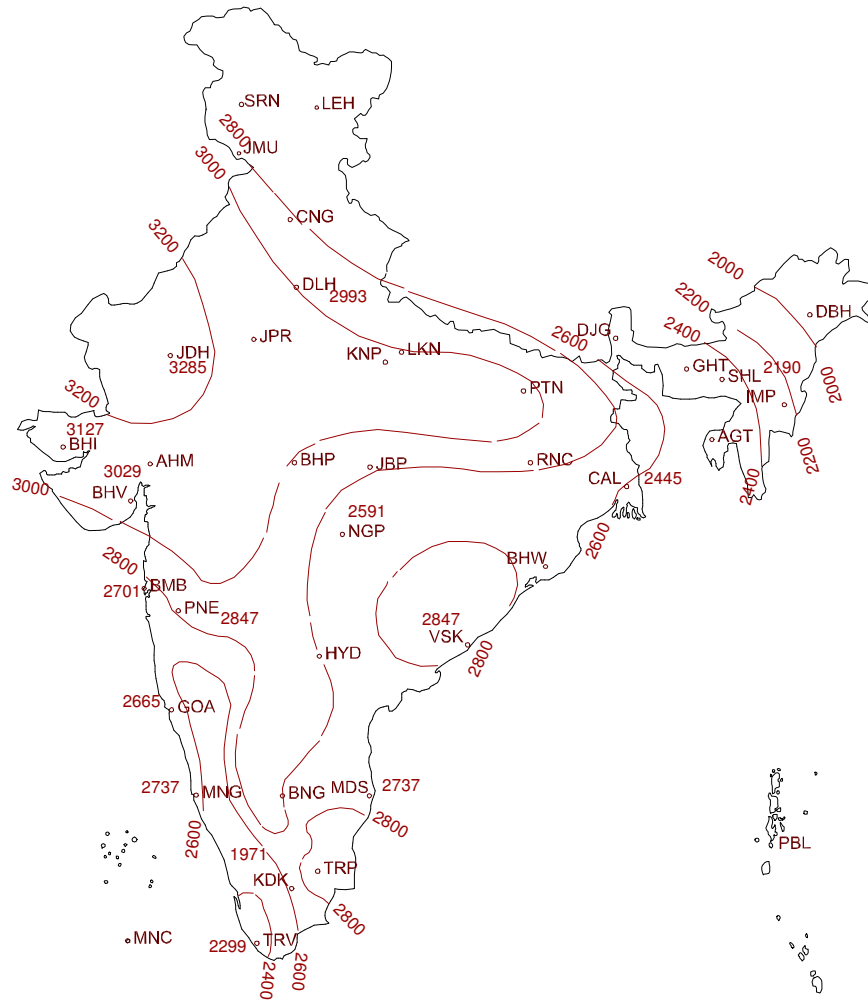 SRN
LEH
2800
JMU
3000
CNG
3200
2000
DLH
2993
2200
DBH
DJG
2600
2400
JPR
JDH
3285
KNP
LKN
GHT
2190
SHL
2000
PTN
IMP
3200
3127
BHI
AGT
2200
AHM
3029
BHP
JBP
RNC
3000
BHV
CAL
2445
2400
2591
NGP
2600
2800
BMB
2701
BHW
PNE
2847
2847
VSK
HYD
2800
2665
GOA
2737
MNG
BNG
MDS
2737
2600
2800
PBL
1971
KDK
TRP
2800
MNC
2299
TRV
2400
2600